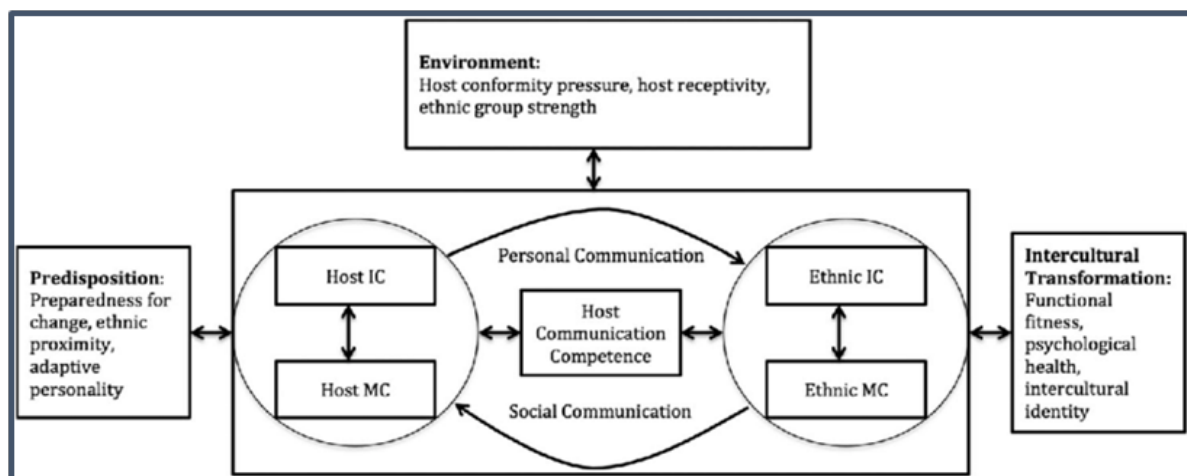 Environment:
Host conformity pressure, host receptivity,
ethnic group strength
Predisposition:
Preparedness for
change, ethnic
proximity,
adaptive
personality
Host IC
Host MC
Personal Communication
Host
Communication
Competence
Social Communication
Ethnic IC
Ethnic MC
Intercultural
Transformation:
Functional
fitness,
psychological
health,
intercultural
identity